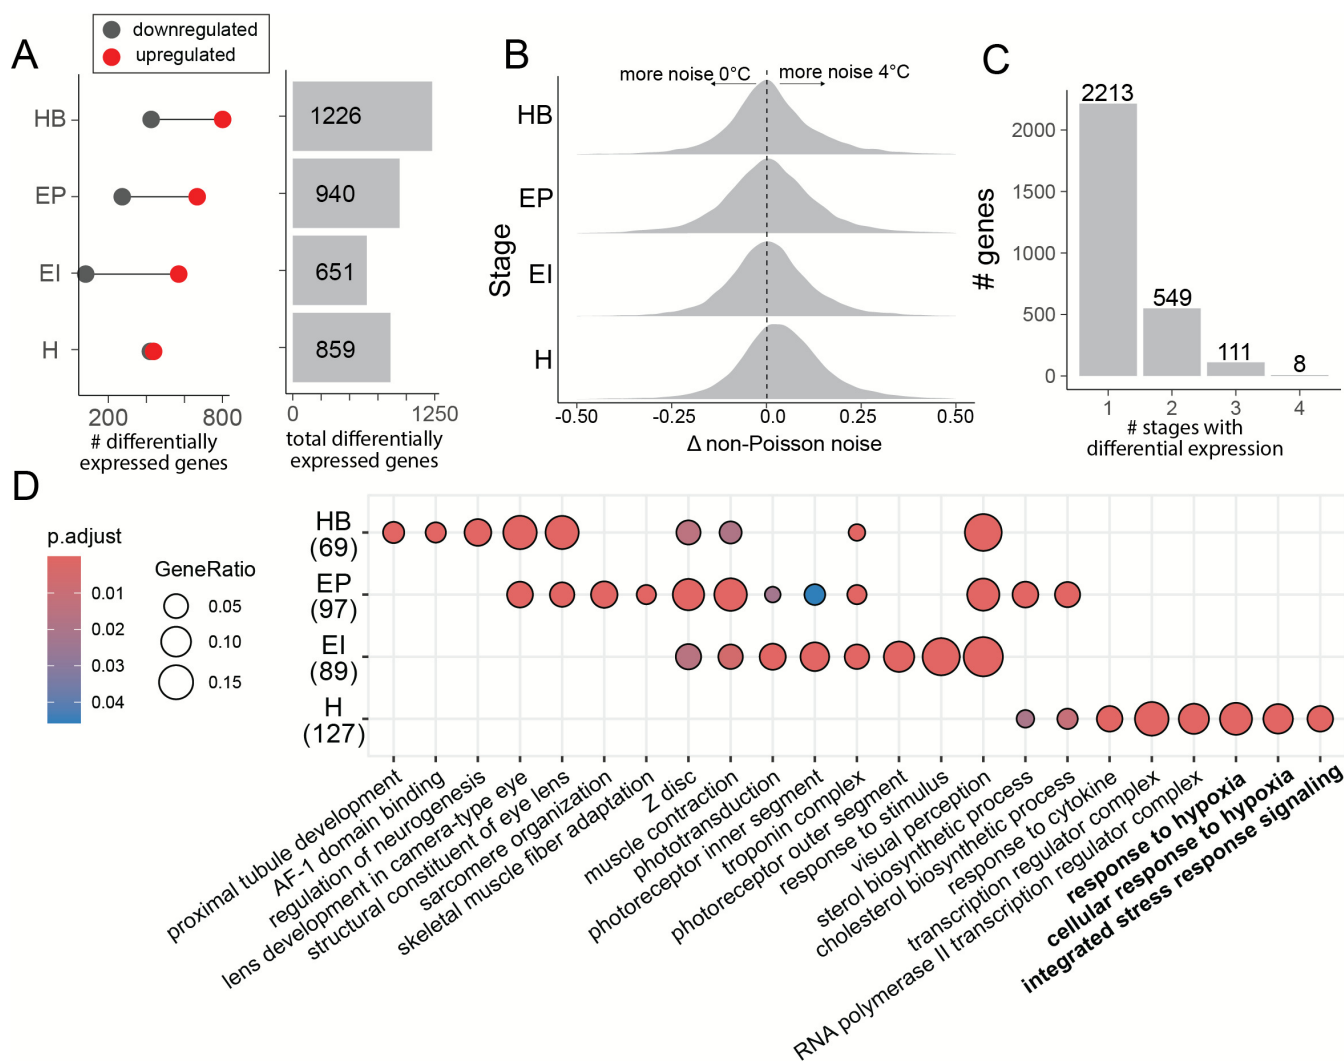 A
downregulated
upregulated
HB
EP
EI
H
200
800
# differentially
expressed genes
1226
940
651
859
0
1250
total differentially
expressed genes
B
more noise 0°C
more noise 4°C
Stage
HB
EP
EI
H
-0.50
-0.25
0.0
0.25
0.50
Δ non-Poisson noise
C
# genes
2000
1500
1000
500
0
2213
549
111
8
1
2
3
4
# stages with
differential expression
D
p.adjust
0.01
0.02
0.03
0.04
GeneRatio
0.05
0.10
0.15
HB
(69)
EP
(97)
EI
(89)
H
(127)
proximal tubule development
AF-1 domain binding
regulation of neurogenesis
lens development in camera-type eye
structural constituent of eye lens
sarcomere organization
skeletal muscle fiber adaptation
Z disc
muscle contraction
phototransduction
photoreceptor inner segment
troponin complex
photoreceptor outer segment
response to stimulus
visual perception
sterol biosynthetic process
cholesterol biosynthetic process
response to cytokine
transcription regulator complex
RNA polymerase II transcription regulator complex
response to hypoxia
cellular response to hypoxia
integrated stress response signalling